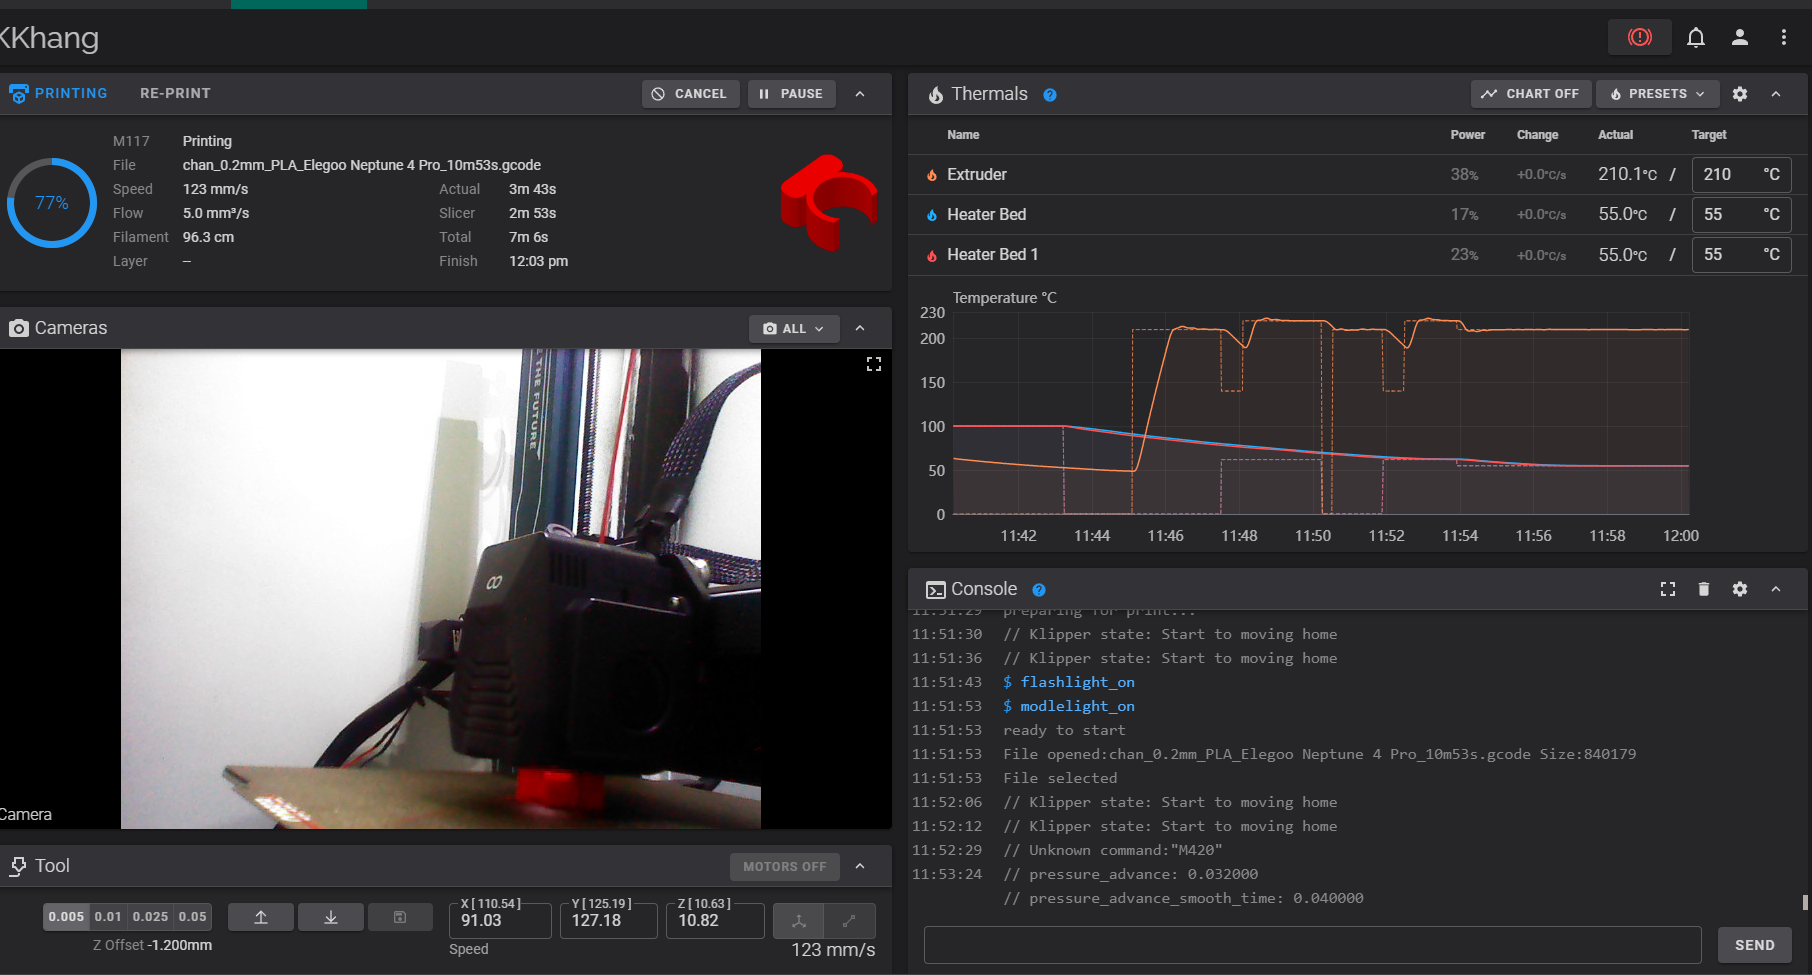 KKhang
PRINTING RE-PRINT CANCEL PAUSE
77%
M117 Printing
File chan_0.2mm_PLA_Elegoo Neptune 4 Pro_10m53s.gcode
Speed 123 mm/s Actual 3m 43s
Flow 5.0 mm³/s Slicer 2m 53s
Filament 96.3 cm Total 7m 6s
Layer -- Finish 12:03 pm
Cameras ALL
THE FUTURE
Camera
Tool MOTORS OFF
0.005 0.01 0.025 0.05
Z Offset -1.200mm
X [ 110.54 ] Y [ 125.19 ] Z [ 10.63 ]
91.03 127.18 10.82
Speed 123 mm/s
Thermals CHART OFF PRESETS
Name Power Change Actual Target
Extruder 38% +0.0°C/s 210.1°C / 210 °C
Heater Bed 17% +0.0°C/s 55.0°C / 55 °C
Heater Bed 1 23% +0.0°C/s 55.0°C / 55 °C
Temperature °C
230
200
150
100
50
0
11:42 11:44 11:46 11:48 11:50 11:52 11:54 11:56 11:58 12:00
Console
11:51:29 preparing for print...
11:51:30 // Klipper state: Start to moving home
11:51:36 // Klipper state: Start to moving home
11:51:43 $ flashlight_on
11:51:53 $ modlelight_on
11:51:53 ready to start
11:51:53 File opened:chan_0.2mm_PLA_Elegoo Neptune 4 Pro_10m53s.gcode Size:840179
11:51:53 File selected
11:52:06 // Klipper state: Start to moving home
11:52:12 // Klipper state: Start to moving home
11:52:29 // Unknown command:"M420"
11:53:24 // pressure_advance: 0.032000
// pressure_advance_smooth_time: 0.040000
SEND